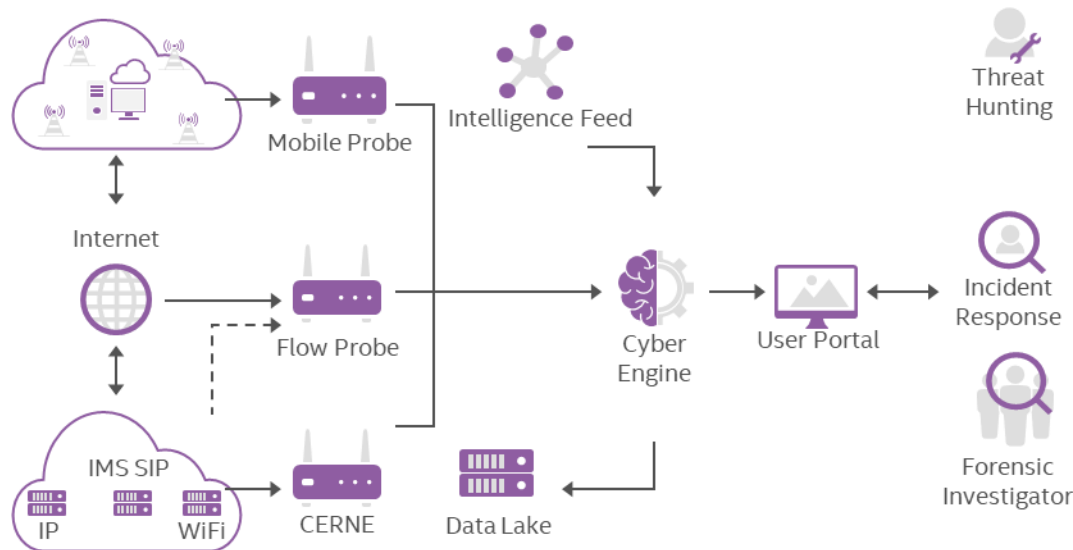 Mobile Probe
Intelligence Feed
Threat
Hunting
Internet
Flow Probe
Cyber
Engine
User Portal
Incident
Response
IMS SIP
IP
WiFi
CERNE
Data Lake
Forensic
Investigator